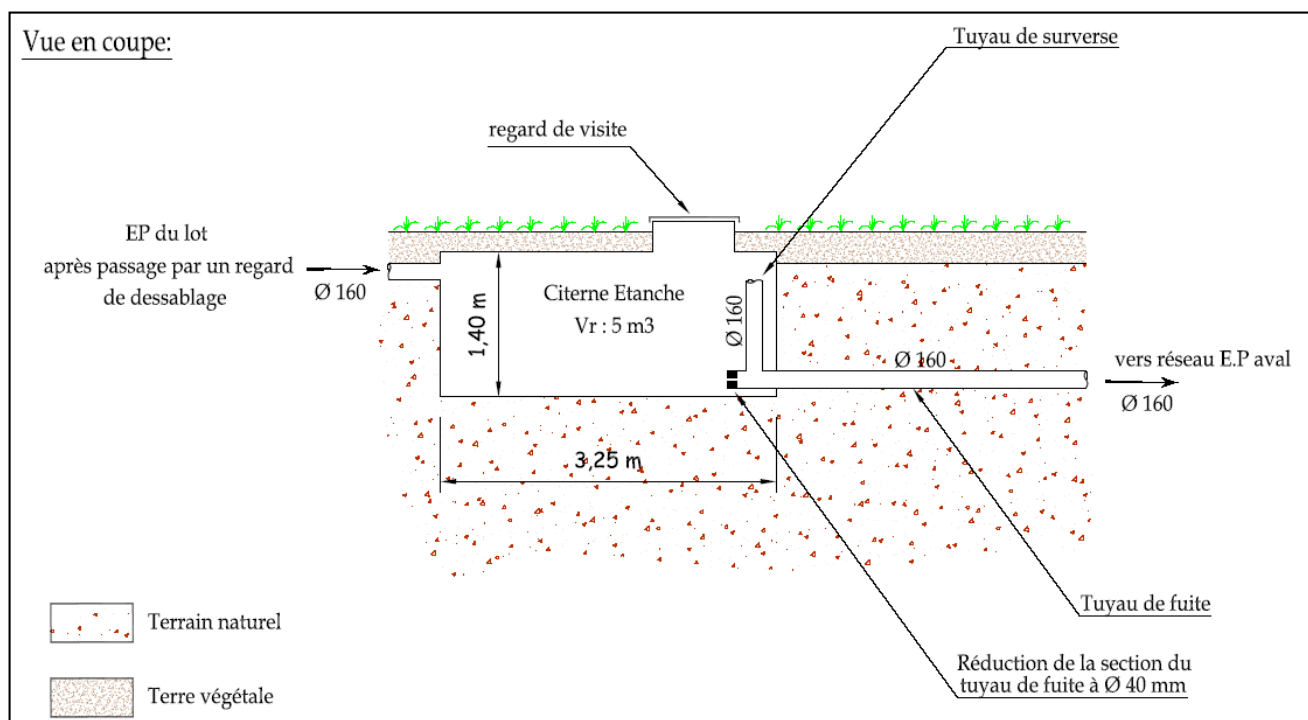 Vue en coupe:
Tuyau de surverse
regard de visite
EP du lot
après passage par un regard
de dessablage
Ø 160
1,40 m
Citerne Etanche
Vr : 5 m3
Ø 160
Ø 160
vers réseau E.P aval
Ø 160
3,25 m
Tuyau de fuite
Terrain naturel
Réduction de la section du
tuyau de fuite à Ø 40 mm
Terre végétale